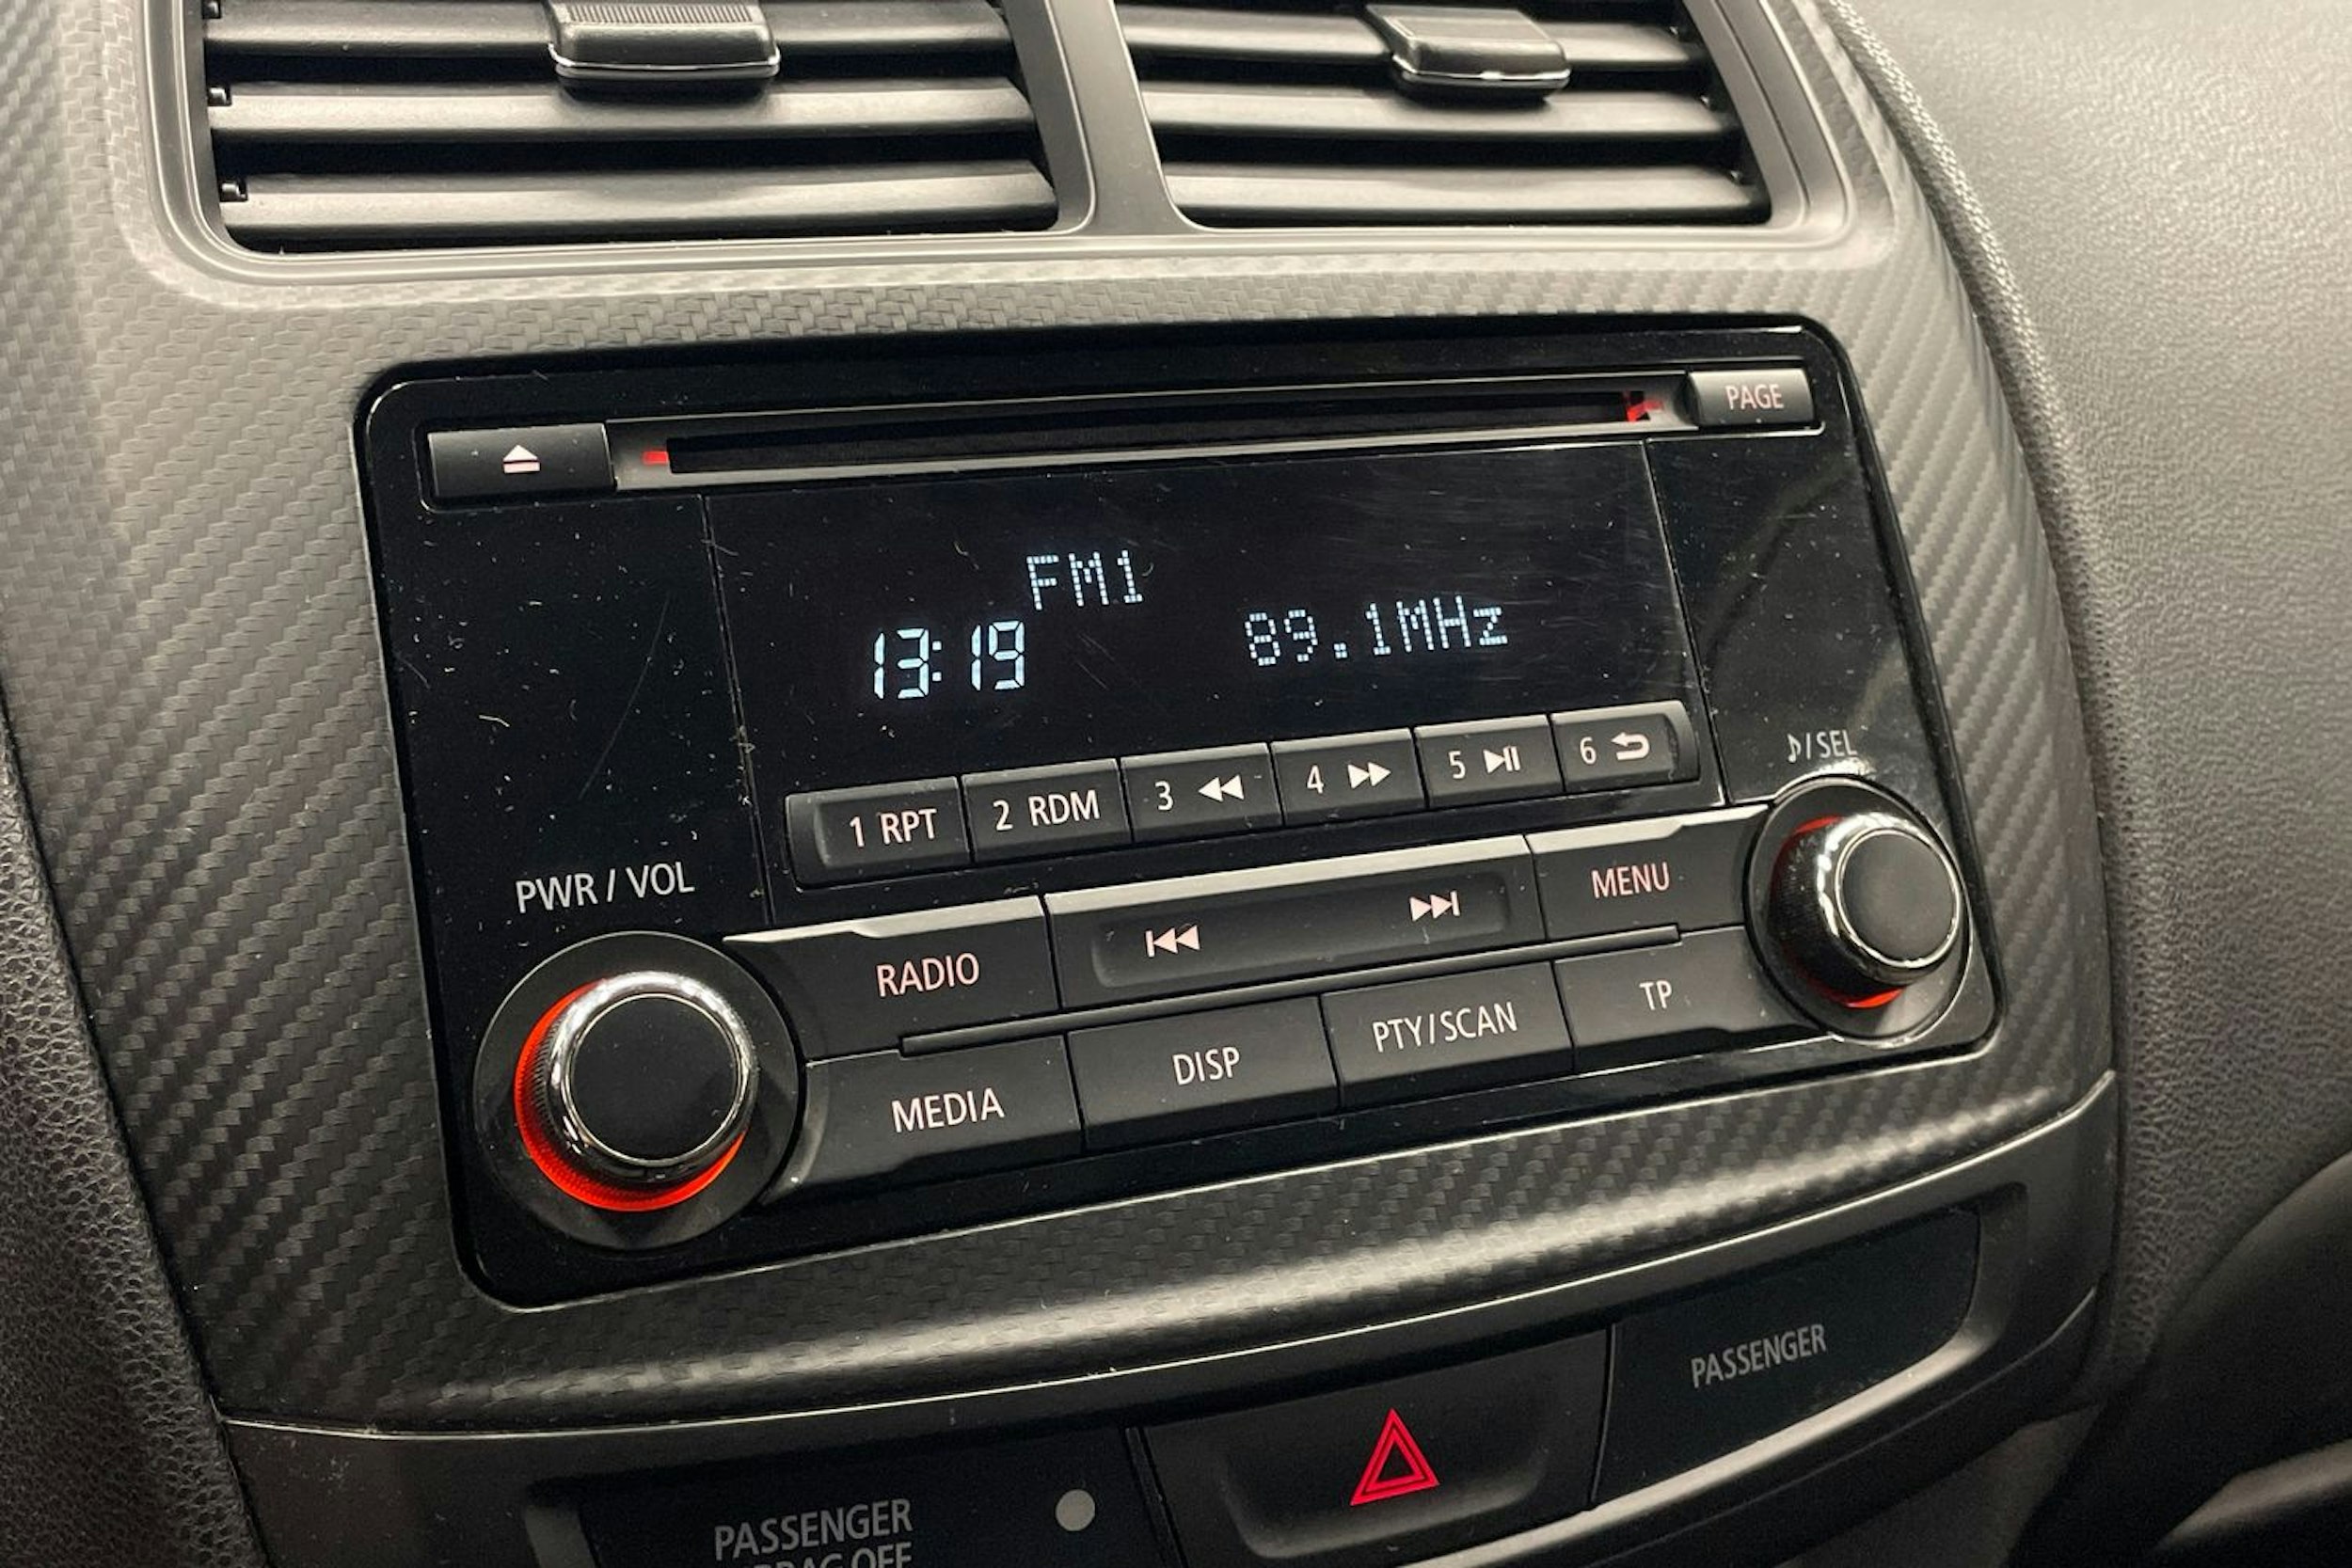 PAGE
FM1
13:19
89.1MHz
♪/SEL
1 RPT
2 RDM
3
4
5
6
PWR / VOL
RADIO
MENU
MEDIA
DISP
PTY/SCAN
TP
PASSENGER
PASSENGER